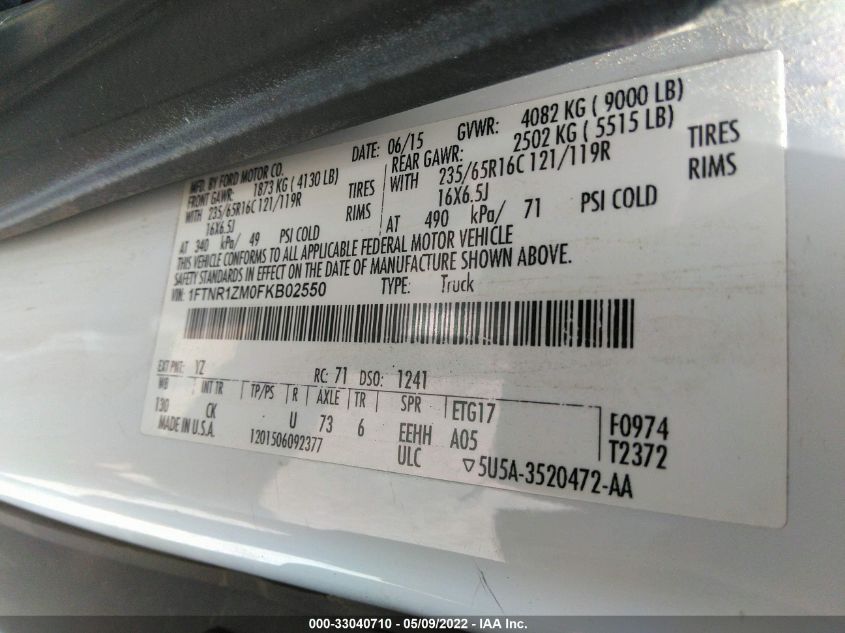 MFD. BY FORD MOTOR CO. DATE: 06/15 GVWR: 4082 KG ( 9000 LB)
FRONT GAWR: 1873 KG ( 4130 LB) REAR GAWR: 2502 KG ( 5515 LB)
WITH 235/65R16C 121/119R TIRES WITH 235/65R16C 121/119R TIRES
16X6.5J RIMS 16X6.5J RIMS
AT 340 kPa/ 49 PSI COLD AT 490 kPa/ 71 PSI COLD
THIS VEHICLE CONFORMS TO ALL APPLICABLE FEDERAL MOTOR VEHICLE
SAFETY STANDARDS IN EFFECT ON THE DATE OF MANUFACTURE SHOWN ABOVE.
VIN: 1FTNR1ZM0FKB02550 TYPE: Truck
EXT PNT: YZ RC: 71 DSO: 1241
WB INT TR TP/PS R AXLE TR SPR ETG17
130 CK U 73 6 EEHH A05 F0974
MADE IN U.S.A. 1201506092377 ULC ▽5U5A-3520472-AA T2372
000-33040710 - 05/09/2022 - IAA Inc.